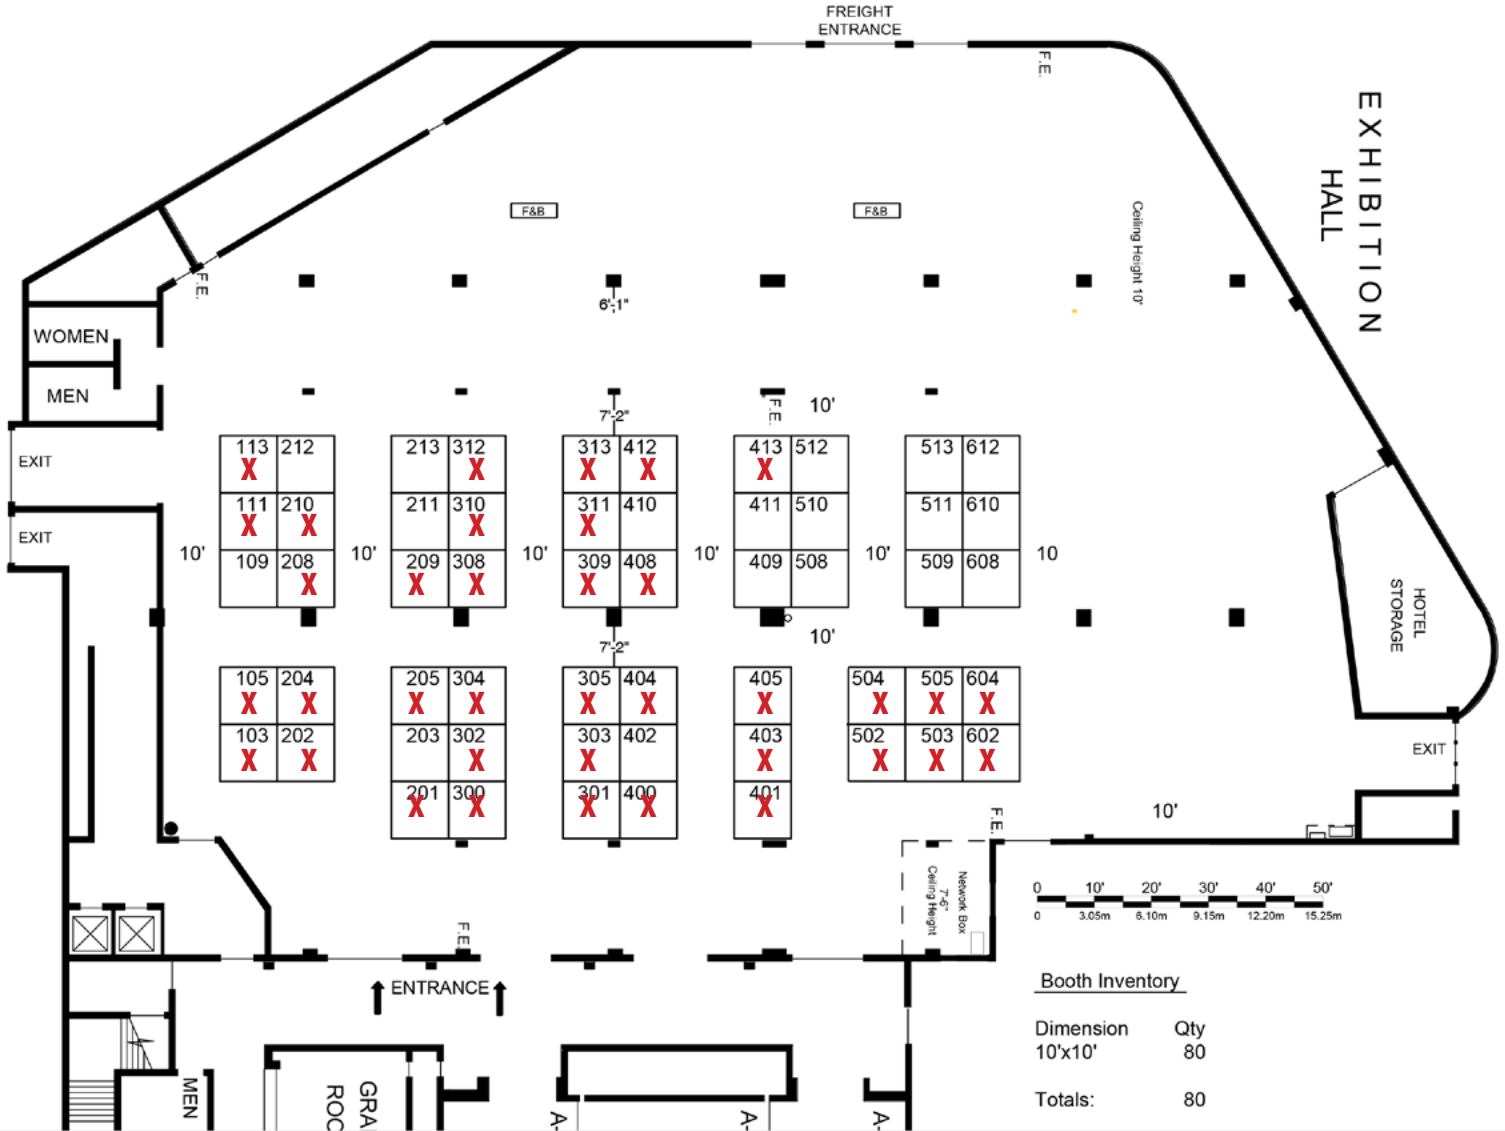 FREIGHT
ENTRANCE
F.E.
EXHIBITION
HALL
F&B
F&B
Ceiling Height 10'
F.E.
6'-1"
WOMEN
MEN
7'-2"
F.E.
10'
EXIT
113 212 213 312 313 412 413 512 513 612
X X X X X
111 210 211 310 311 410 411 510 511 610
X X X X
EXIT
10' 10' 10' 10' 10' 10
109 208 209 308 309 408 409 508 509 608
X X X X X
HOTEL
STORAGE
7'-2"
10'
105 204 205 304 305 404 405 504 505 604
X X X X X X X X X X
103 202 203 302 303 402 403 502 503 602
X X X X X X X X
EXIT
201 300 301 400 401
X X X X X
10'
F.E.
Network Box
7'-6"
Ceiling Height
0 10' 20' 30' 40' 50'
0 3.05m 6.10m 9.15m 12.20m 15.25m
F.E.
ENTRANCE
Booth Inventory
Dimension Qty
10'x10' 80
Totals: 80
MEN
GRA
ROC
A-
A-
A-